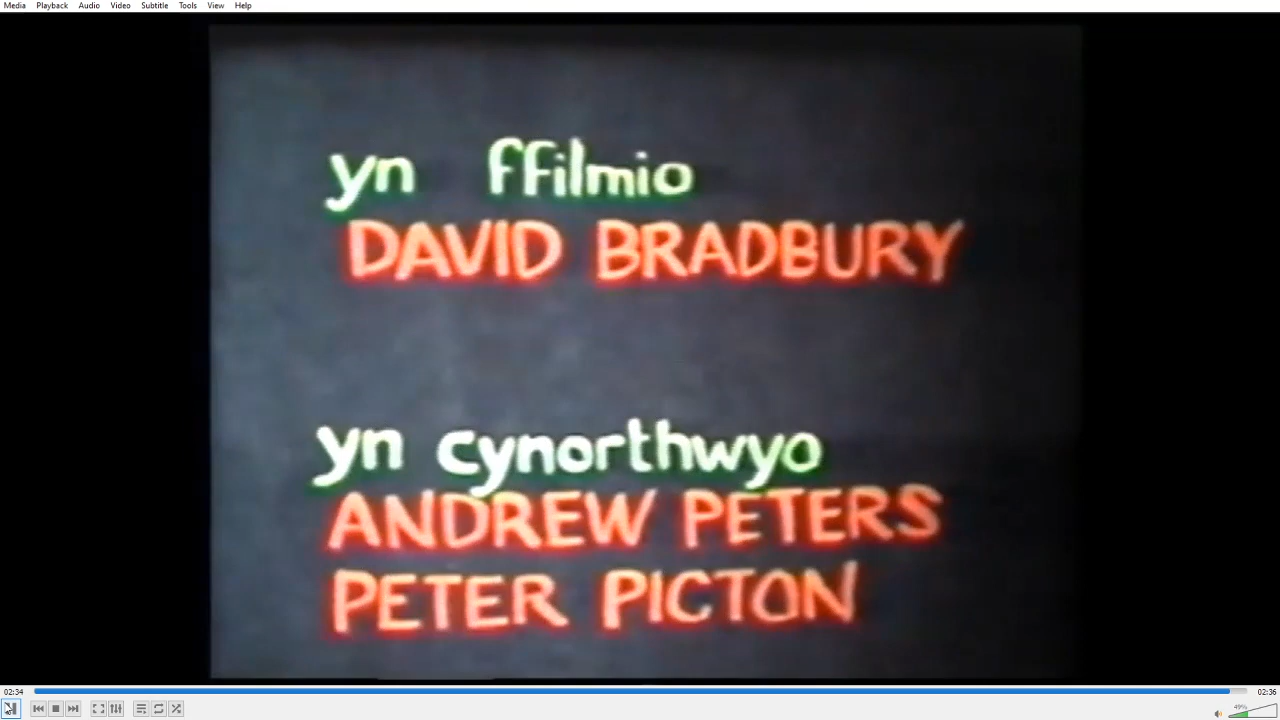 Media Playback Audio Video Subtitle Tools View Help
yn ffilmio
DAVID BRADBURY
yn cynorthwyo
ANDREW PETERS
PETER PICTON
02:34 02:36
49%